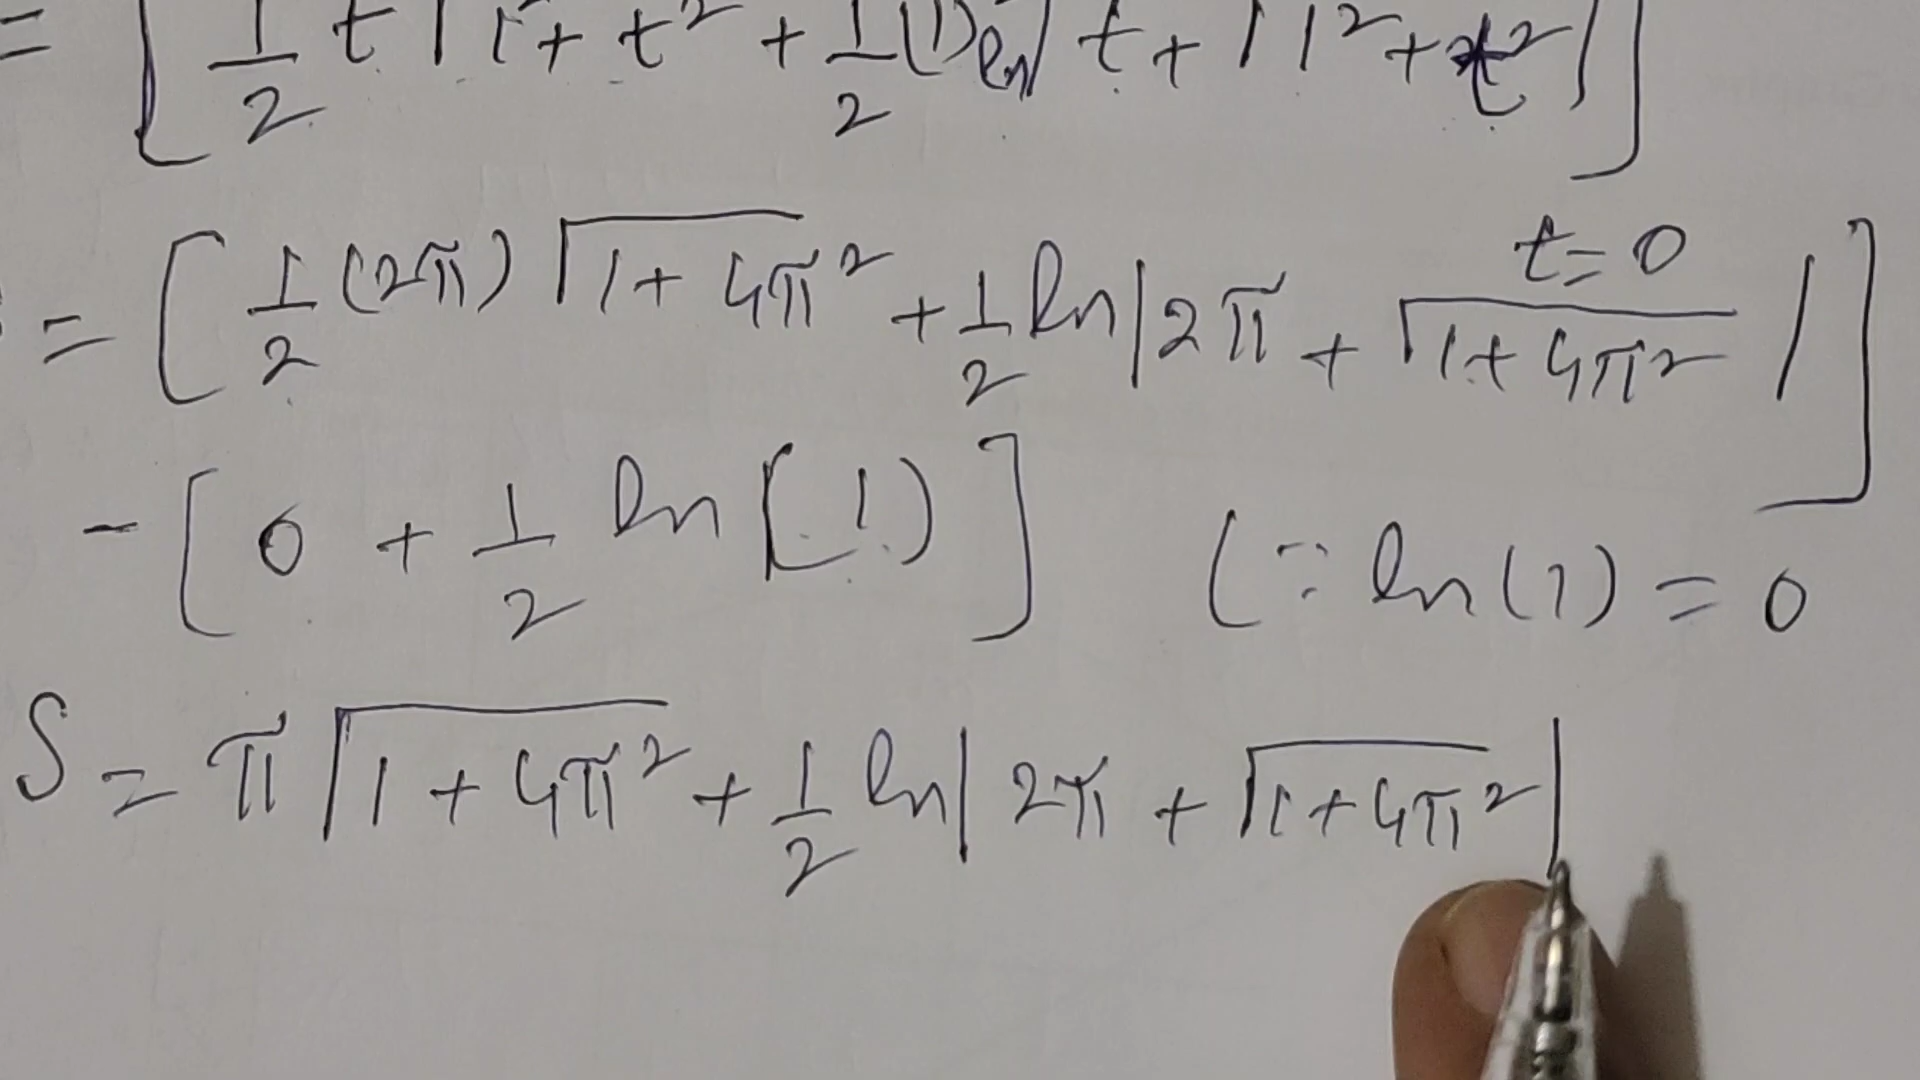 = [ 1/2 t √1² + t² + 1/2 (1) ln | t + √1² + t² | ]
t = 0
= [ 1/2 (2π) √1 + 4π² + 1/2 ln | 2π + √1 + 4π² | ]
- [ 0 + 1/2 ln (1) ] (∵ ln (1) = 0
S = π √1 + 4π² + 1/2 ln | 2π + √1 + 4π² |